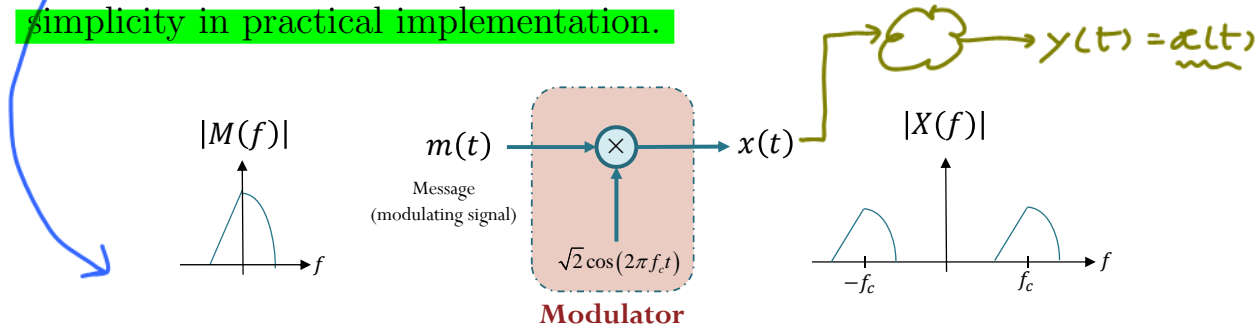 simplicity in practical implementation.
y(t) = x(t)
|M(f)|
f
m(t)
Message
(modulating signal)
×
√2 cos(2πf_c t)
Modulator
x(t)
|X(f)|
-f_c
f_c
f